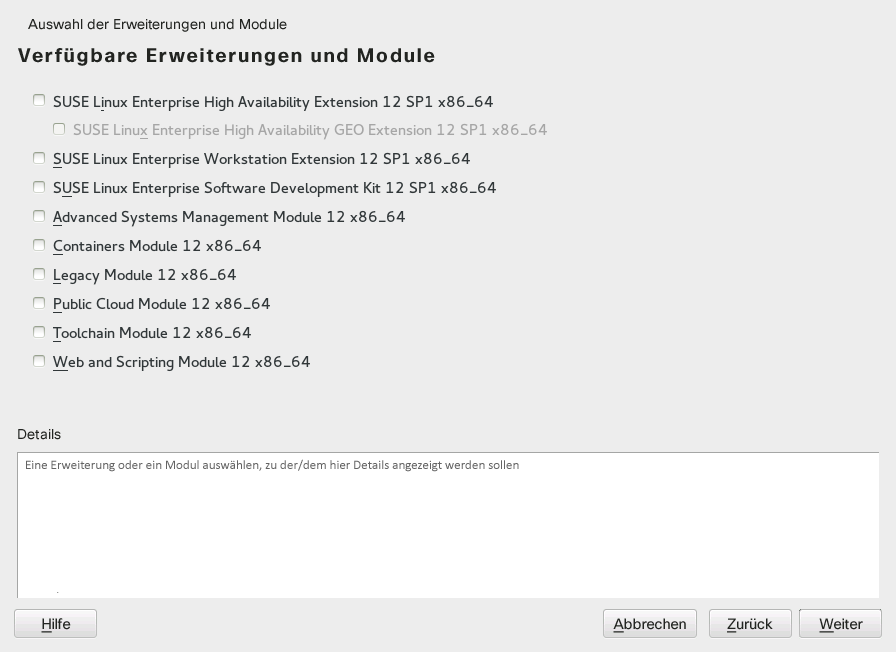 Auswahl der Erweiterungen und Module
Verfügbare Erweiterungen und Module
SUSE Linux Enterprise High Availability Extension 12 SP1 x86_64
SUSE Linux Enterprise High Availability GEO Extension 12 SP1 x86_64
SUSE Linux Enterprise Workstation Extension 12 SP1 x86_64
SUSE Linux Enterprise Software Development Kit 12 SP1 x86_64
Advanced Systems Management Module 12 x86_64
Containers Module 12 x86_64
Legacy Module 12 x86_64
Public Cloud Module 12 x86_64
Toolchain Module 12 x86_64
Web and Scripting Module 12 x86_64
Details
Eine Erweiterung oder ein Modul auswählen, zu der/dem hier Details angezeigt werden sollen
Hilfe Abbrechen Zurück Weiter